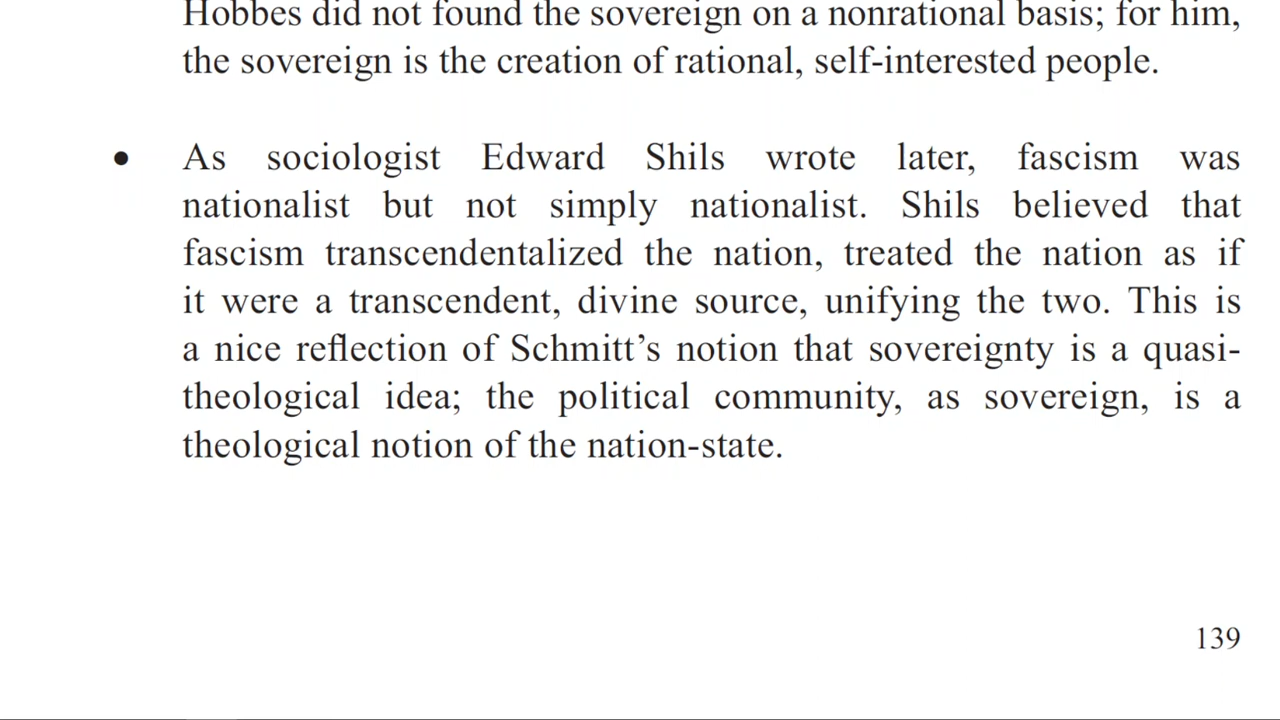 Hobbes did not found the sovereign on a nonrational basis; for him,
the sovereign is the creation of rational, self-interested people.
• As sociologist Edward Shils wrote later, fascism was
nationalist but not simply nationalist. Shils believed that
fascism transcendentalized the nation, treated the nation as if
it were a transcendent, divine source, unifying the two. This is
a nice reflection of Schmitt’s notion that sovereignty is a quasi-
theological idea; the political community, as sovereign, is a
theological notion of the nation-state.
139